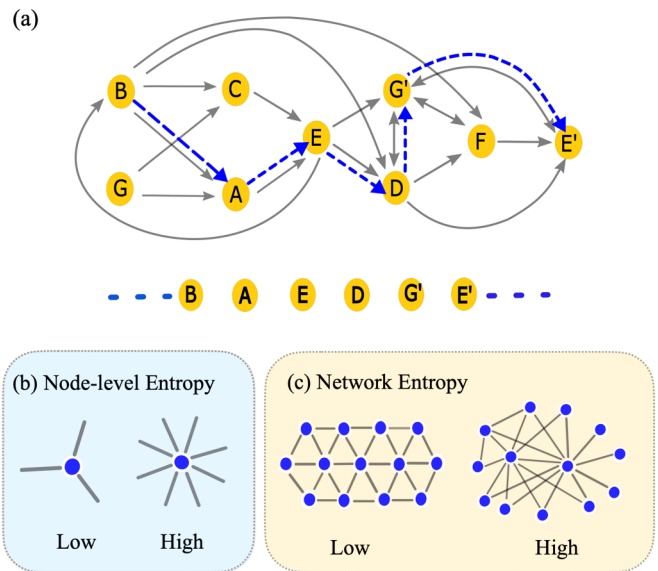 (a)
B C G' F E'
G A E D
B A E D G' E'
(b) Node-level Entropy
Low High
(c) Network Entropy
Low High